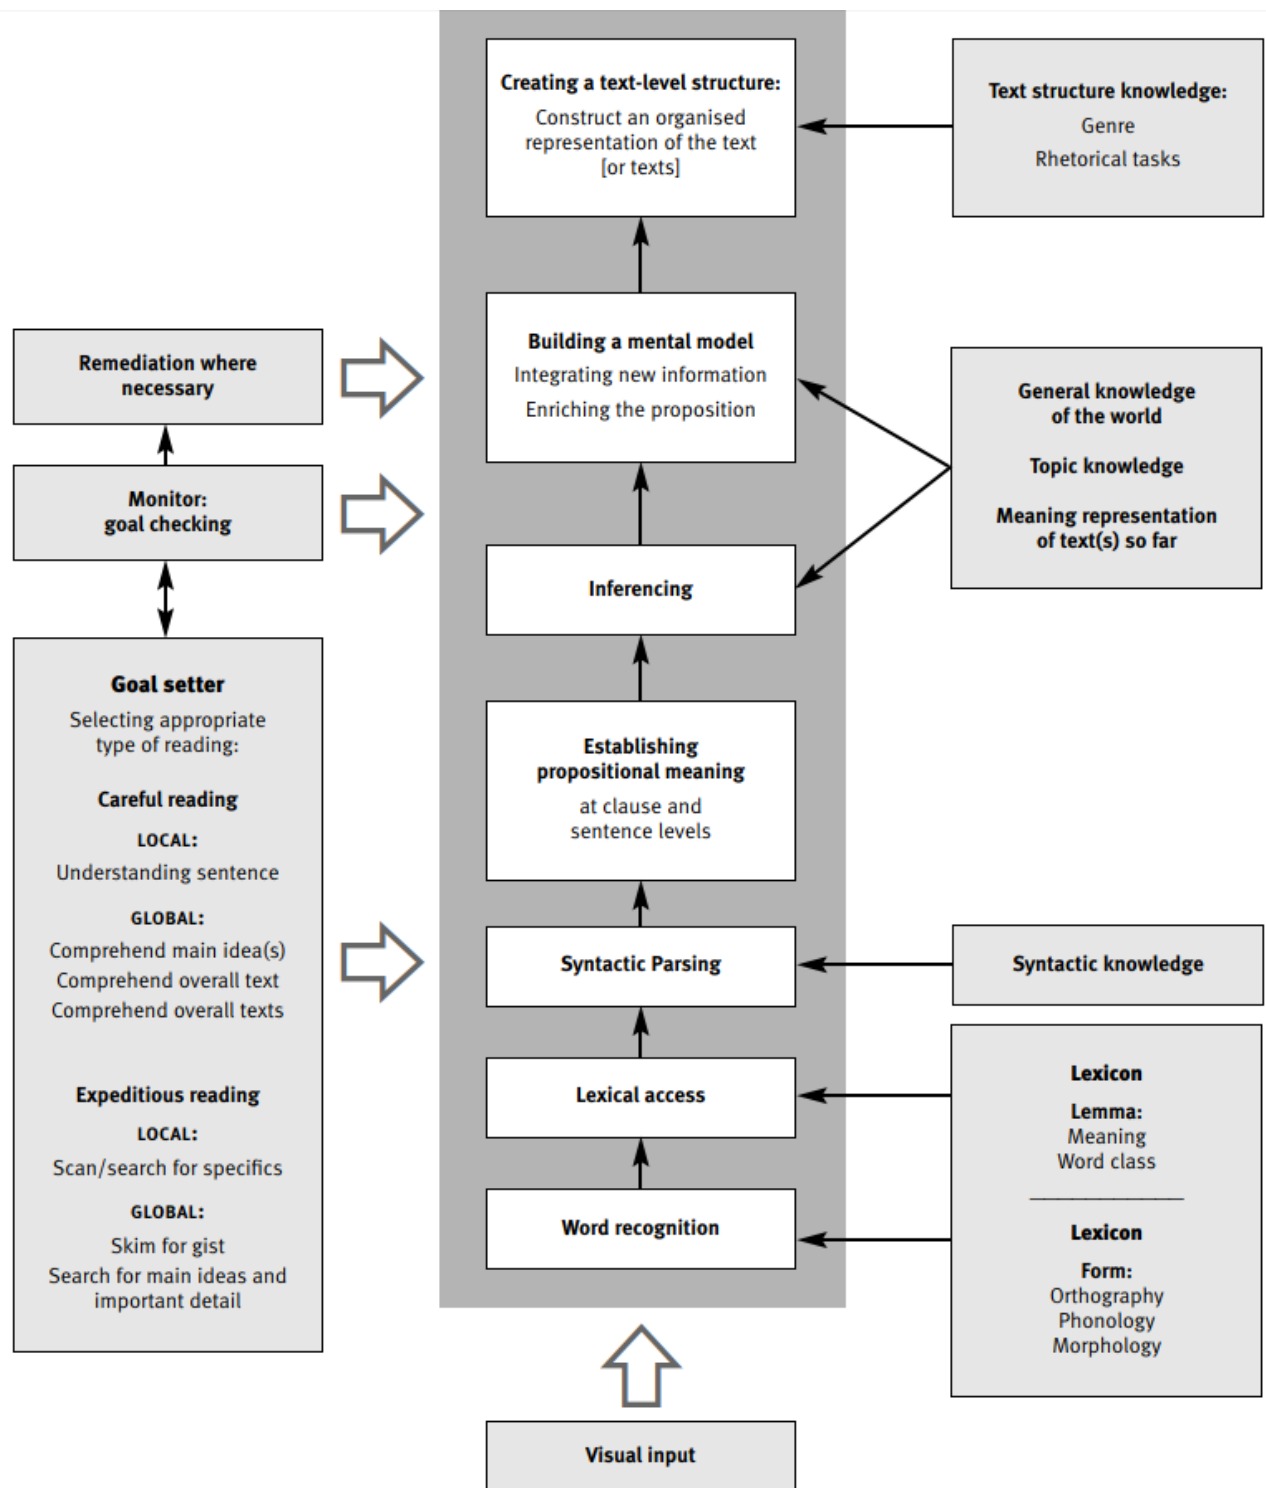 Creating a text-level structure:
Construct an organised
representation of the text
[or texts]
Text structure knowledge:
Genre
Rhetorical tasks
Remediation where
necessary
Building a mental model
Integrating new information
Enriching the proposition
General knowledge
of the world
Topic knowledge
Meaning representation
of text(s) so far
Monitor:
goal checking
Inferencing
Goal setter
Selecting appropriate
type of reading:
Careful reading
LOCAL:
Understanding sentence
GLOBAL:
Comprehend main idea(s)
Comprehend overall text
Comprehend overall texts
Expeditious reading
LOCAL:
Scan/search for specifics
GLOBAL:
Skim for gist
Search for main ideas and
important detail
Establishing
propositional meaning
at clause and
sentence levels
Syntactic Parsing
Syntactic knowledge
Lexical access
Word recognition
Lexicon
Lemma:
Meaning
Word class
Lexicon
Form:
Orthography
Phonology
Morphology
Visual input